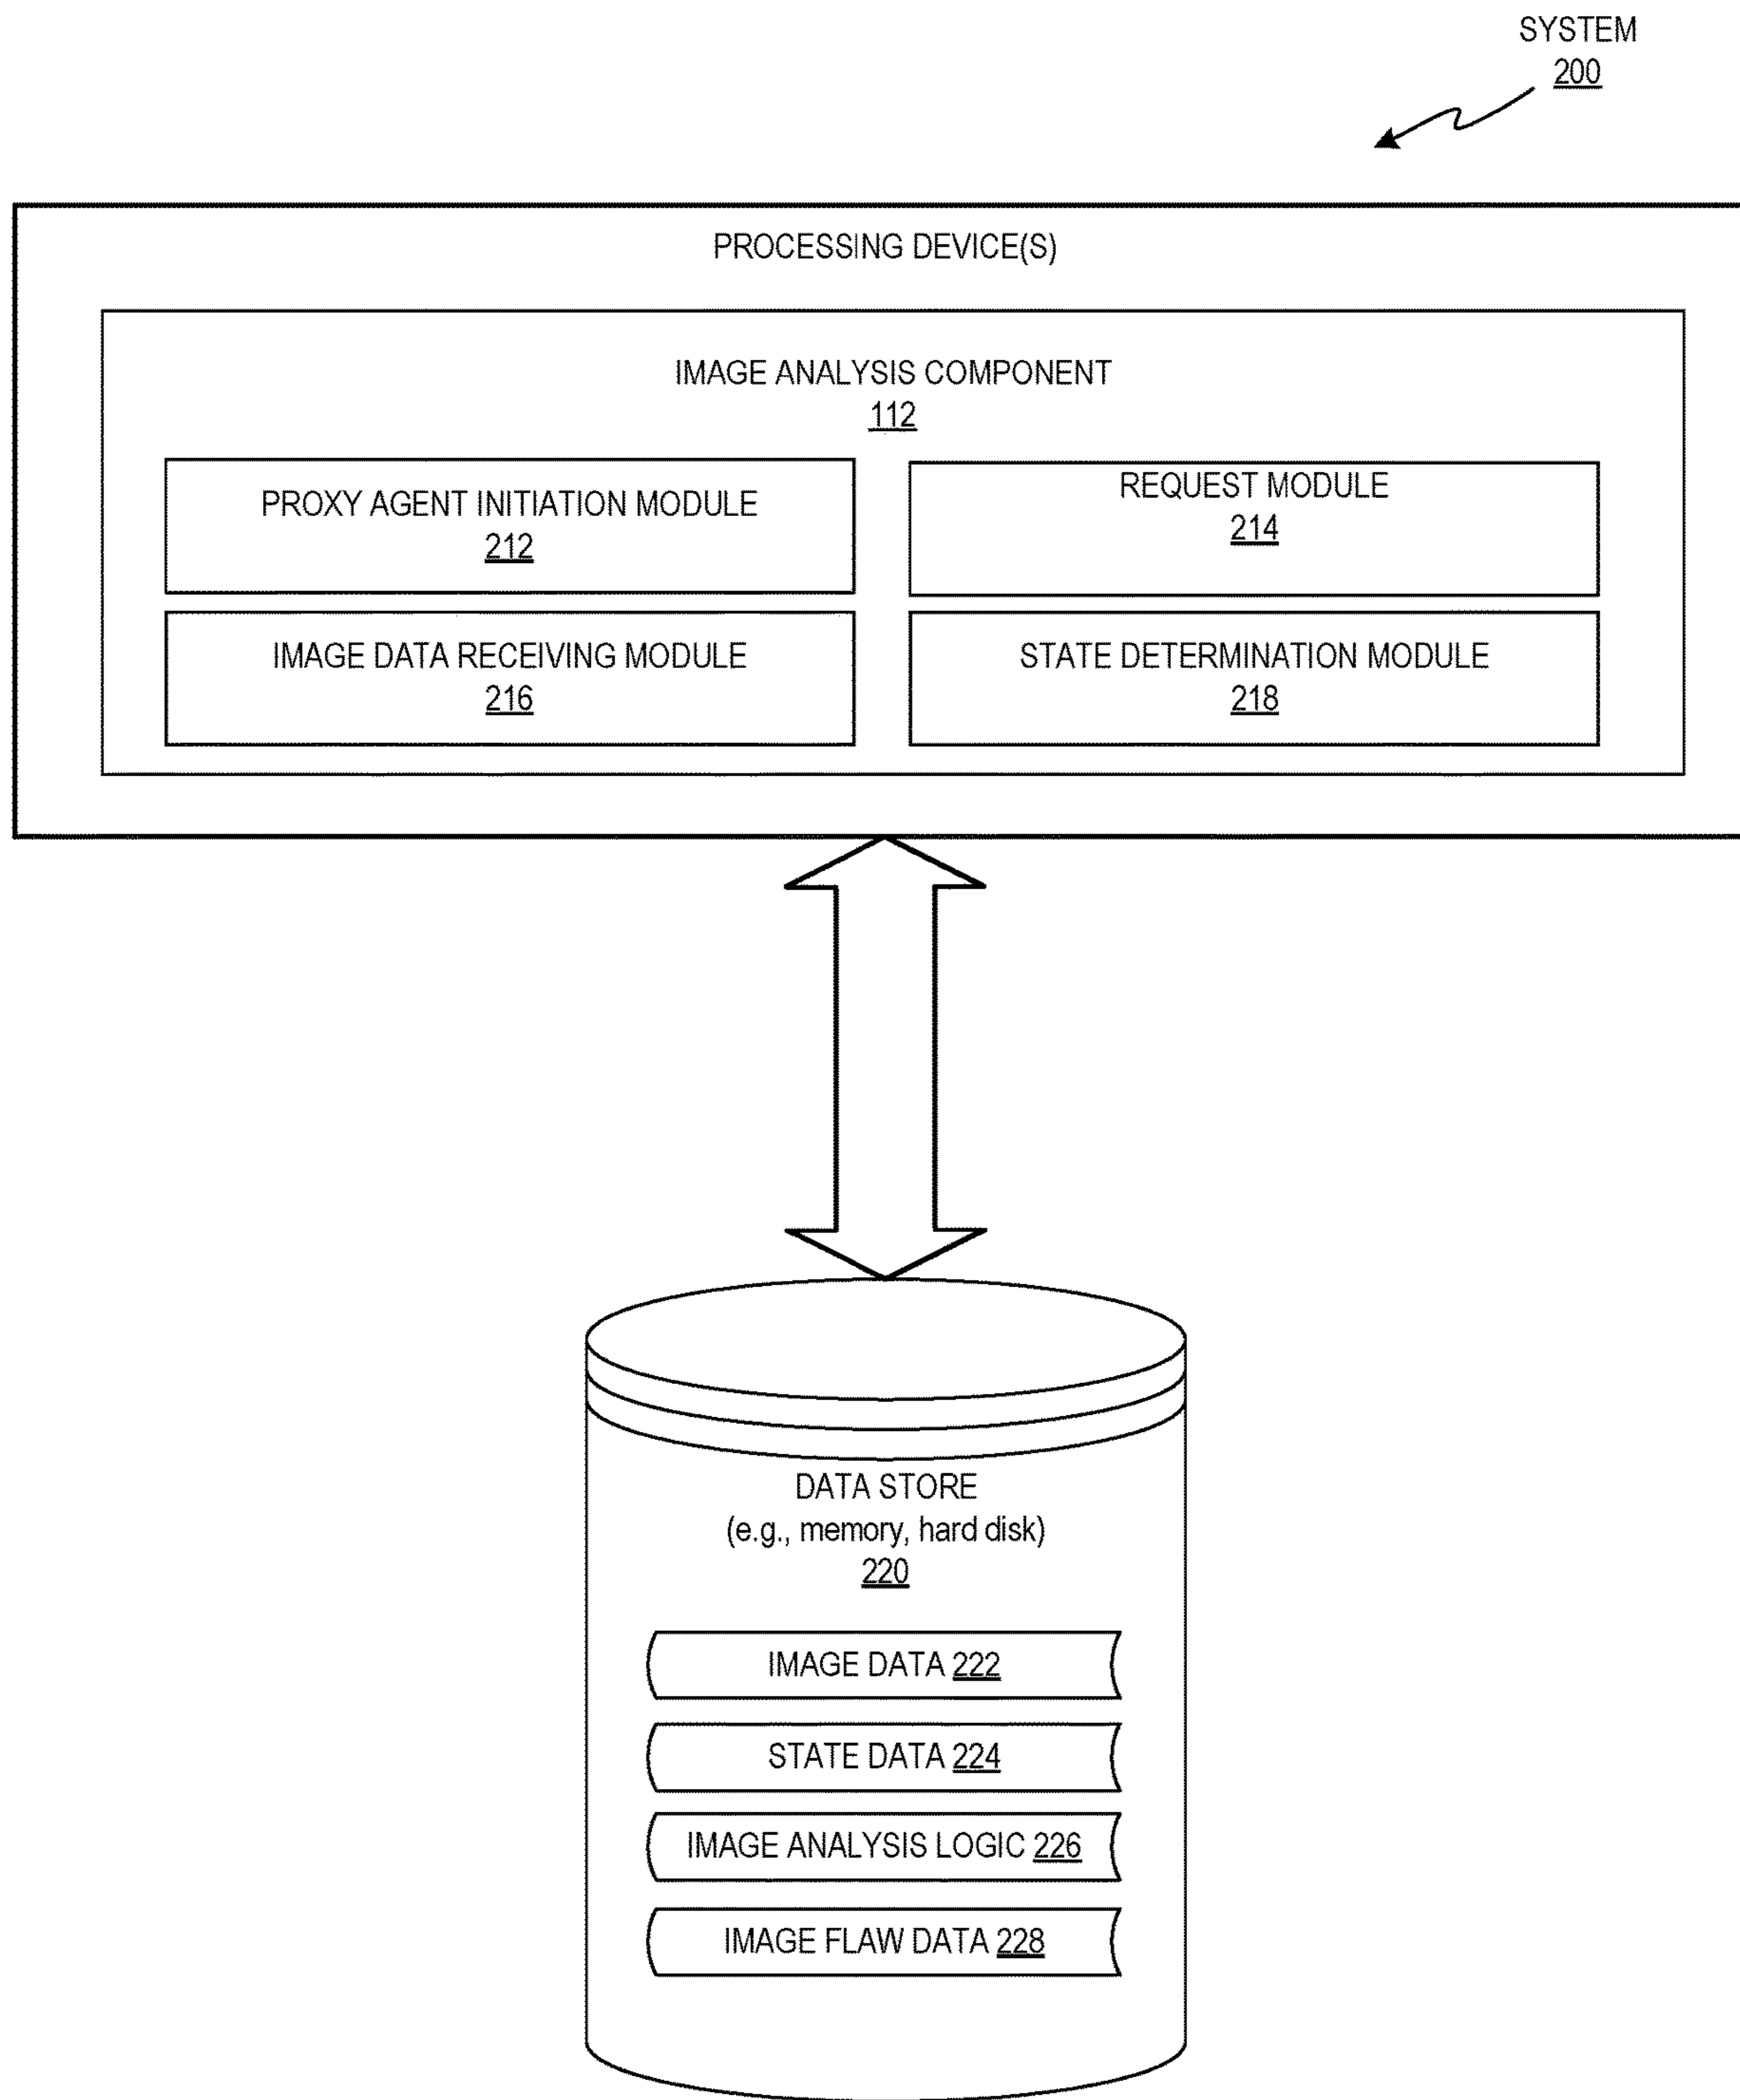 SYSTEM
200
PROCESSING DEVICE(S)
IMAGE ANALYSIS COMPONENT
112
PROXY AGENT INITIATION MODULE
212
REQUEST MODULE
214
IMAGE DATA RECEIVING MODULE
216
STATE DETERMINATION MODULE
218
DATA STORE
(e.g., memory, hard disk)
220
IMAGE DATA 222
STATE DATA 224
IMAGE ANALYSIS LOGIC 226
IMAGE FLAW DATA 228